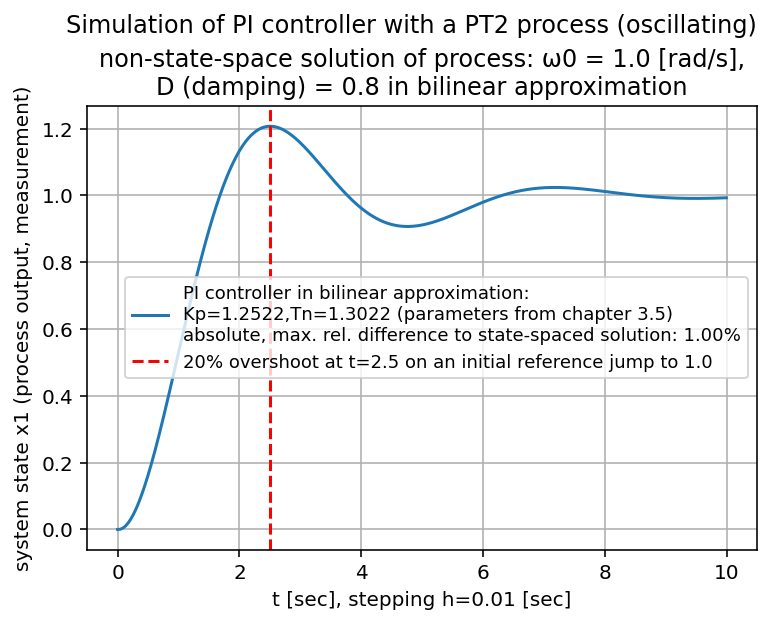 Simulation of PI controller with a PT2 process (oscillating)
non-state-space solution of process: ω0 = 1.0 [rad/s],
D (damping) = 0.8 in bilinear approximation
system state x1 (process output, measurement)
1.2
1.0
0.8
0.6
0.4
0.2
0.0
PI controller in bilinear approximation:
Kp=1.2522,Tn=1.3022 (parameters from chapter 3.5)
absolute, max. rel. difference to state-spaced solution: 1.00%
20% overshoot at t=2.5 on an initial reference jump to 1.0
0 2 4 6 8 10
t [sec], stepping h=0.01 [sec]